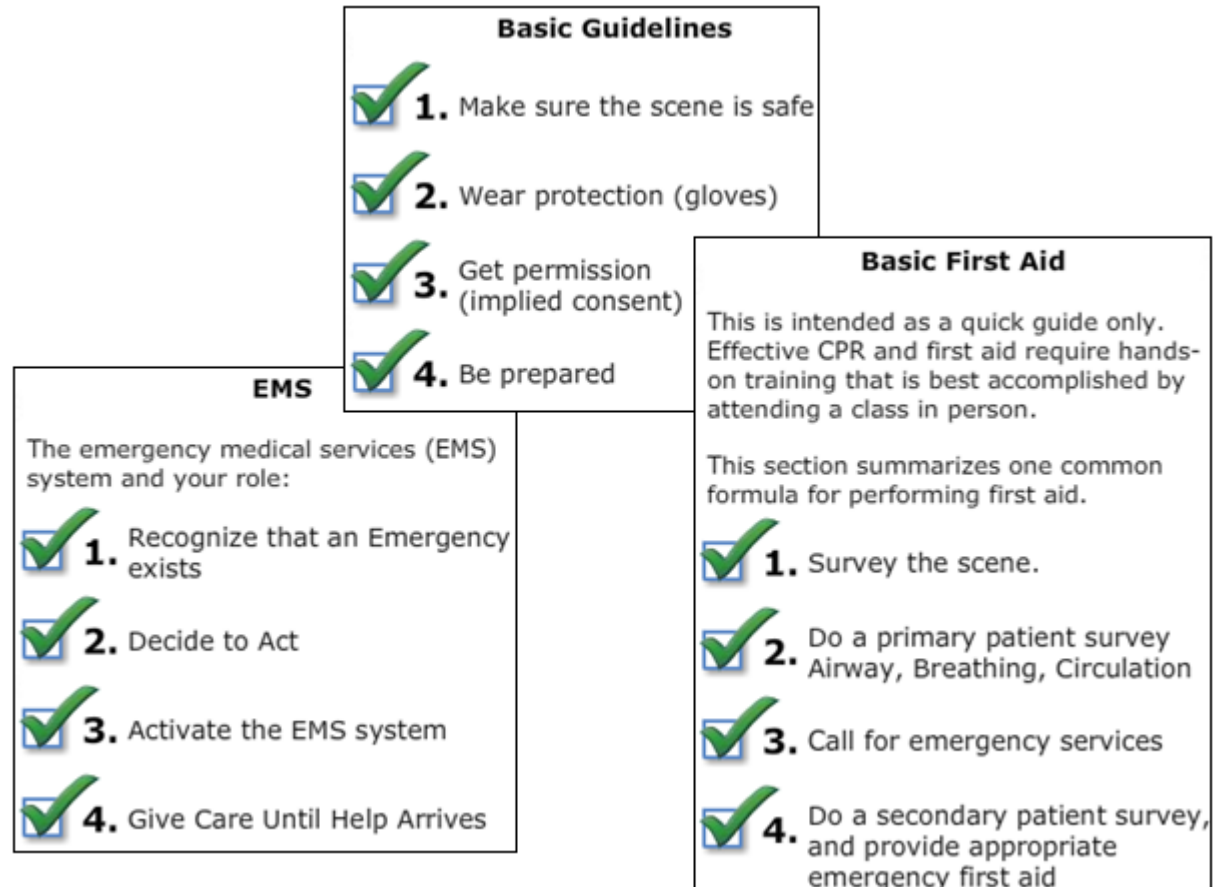 Basic Guidelines
1. Make sure the scene is safe
2. Wear protection (gloves)
3. Get permission
(implied consent)
4. Be prepared
EMS
The emergency medical services (EMS)
system and your role:
1. Recognize that an Emergency
exists
2. Decide to Act
3. Activate the EMS system
4. Give Care Until Help Arrives
Basic First Aid
This is intended as a quick guide only.
Effective CPR and first aid require hands-
on training that is best accomplished by
attending a class in person.
This section summarizes one common
formula for performing first aid.
1. Survey the scene.
2. Do a primary patient survey
Airway, Breathing, Circulation
3. Call for emergency services
4. Do a secondary patient survey,
and provide appropriate
emergency first aid